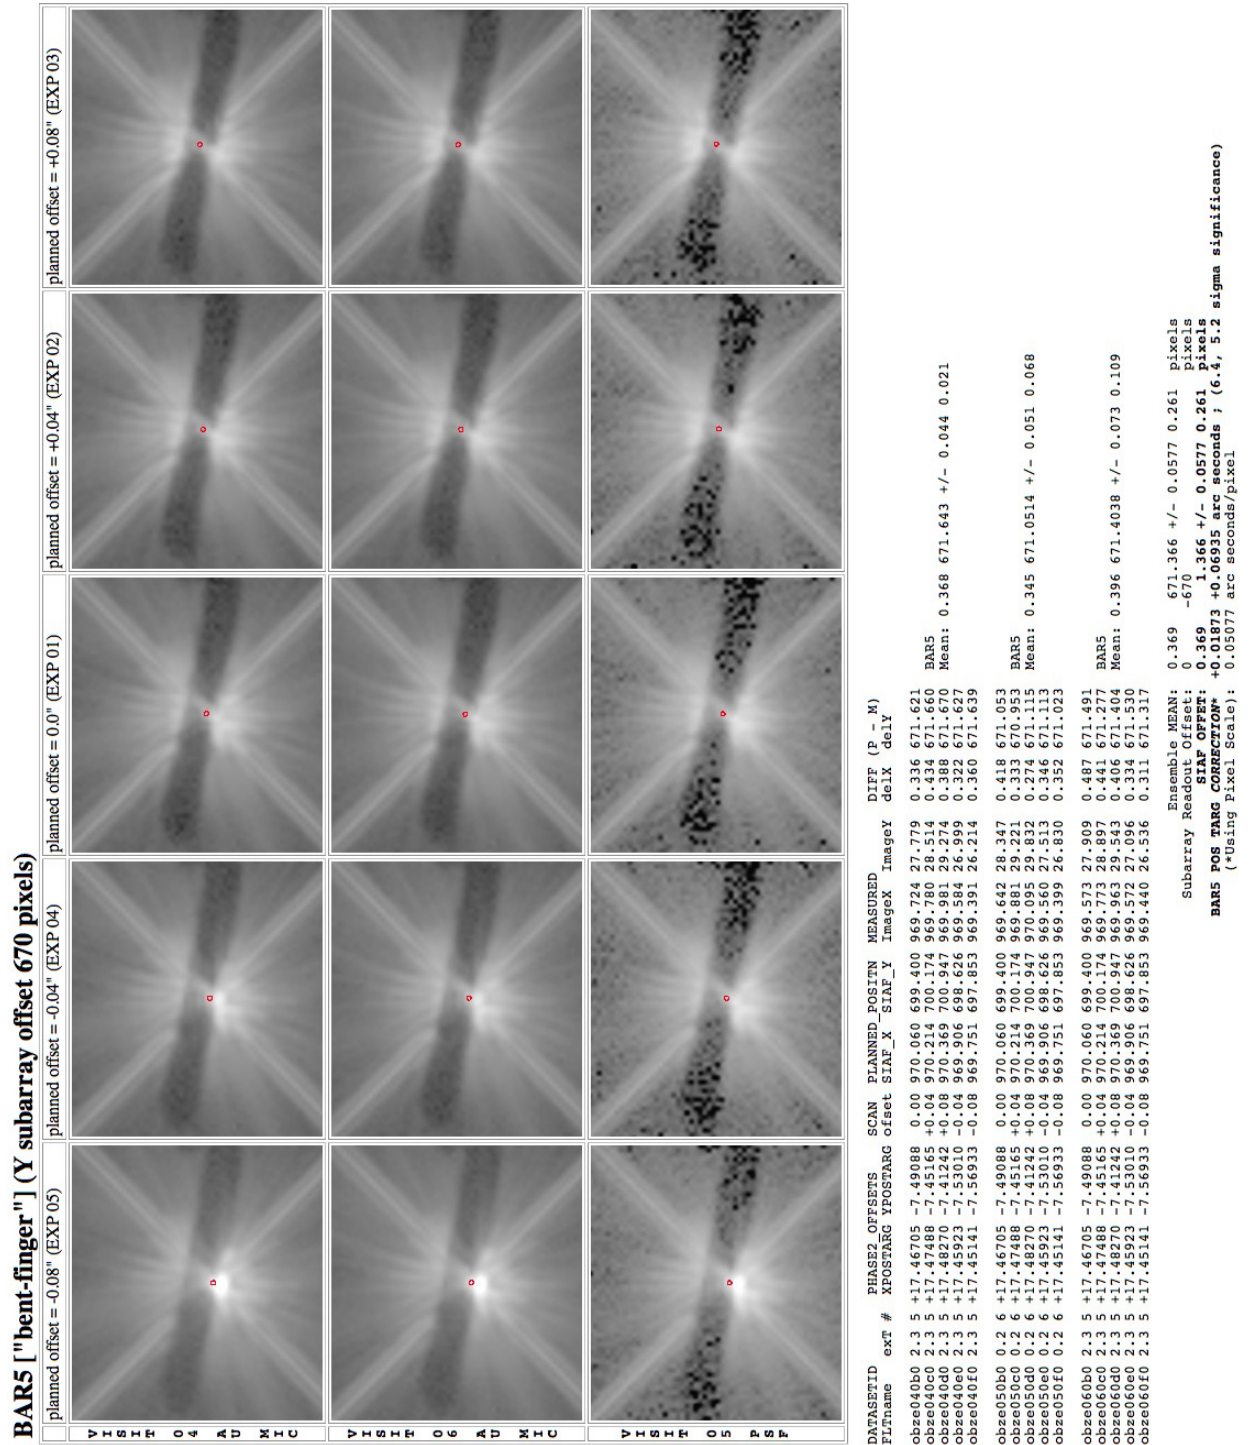 BAR5 ["bent-finger"] (Y subarray offset 670 pixels)
planned offset = -0.08" (EXP 05)
planned offset = -0.04" (EXP 04)
planned offset = 0.0" (EXP 01)
planned offset = +0.04" (EXP 02)
planned offset = +0.08" (EXP 03)
VISIT 04 AU MIC
VISIT 06 AU MIC
VISIT 05 PSF
DATASETID PHASE2_OFFSETS SCAN PLANNED_POSITN MEASURED DIFF (P - M)
FLTname exT # XPOSTARG YPOSTARG ofset SIAF_X SIAF_Y ImageX ImageY delX delY
obze040b0 2.3 5 +17.46705 -7.49088 0.00 970.060 699.400 969.724 27.779 0.336 671.621
obze040c0 2.3 5 +17.47488 -7.45165 +0.04 970.214 700.174 969.780 28.514 0.434 671.660 BAR5
obze040d0 2.3 5 +17.48270 -7.41242 +0.08 970.369 700.947 969.981 29.274 0.388 671.670 Mean: 0.368 671.643 +/- 0.044 0.021
obze040e0 2.3 5 +17.45923 -7.53010 -0.04 969.906 698.626 969.584 26.999 0.322 671.627
obze040f0 2.3 5 +17.45141 -7.56933 -0.08 969.751 697.853 969.391 26.214 0.360 671.639
obze050b0 0.2 6 +17.46705 -7.49088 0.00 970.060 699.400 969.642 28.347 0.418 671.053
obze050c0 0.2 6 +17.47488 -7.45165 +0.04 970.214 700.174 969.881 29.221 0.333 670.953 BAR5
obze050d0 0.2 6 +17.48270 -7.41242 +0.08 970.369 700.947 970.095 29.832 0.274 671.115 Mean: 0.345 671.0514 +/- 0.051 0.068
obze050e0 0.2 6 +17.45923 -7.53010 -0.04 969.906 698.626 969.560 27.513 0.346 671.113
obze050f0 0.2 6 +17.45141 -7.56933 -0.08 969.751 697.853 969.399 26.830 0.352 671.023
obze060b0 2.3 5 +17.46705 -7.49088 0.00 970.060 699.400 969.573 27.909 0.487 671.491
obze060c0 2.3 5 +17.47488 -7.45165 +0.04 970.214 700.174 969.773 28.897 0.441 671.277 BAR5
obze060d0 2.3 5 +17.48270 -7.41242 +0.08 970.369 700.947 969.963 29.543 0.406 671.404 Mean: 0.396 671.4038 +/- 0.073 0.109
obze060e0 2.3 5 +17.45923 -7.53010 -0.04 969.906 698.626 969.572 27.096 0.334 671.530
obze060f0 2.3 5 +17.45141 -7.56933 -0.08 969.751 697.853 969.440 26.536 0.311 671.317
Ensemble MEAN: 0.369 671.366 +/- 0.0577 0.261 pixels
Subarray Readout Offset: 0 -670 pixels
SIAF OFFET: 0.369 1.366 +/- 0.0577 0.261 pixels
BAR5 POS TARG CORRECTION* +0.01873 +0.06935 arc seconds ; (6.4, 5.2 sigma significance)
(*Using Pixel Scale): 0.05077 arc seconds/pixel